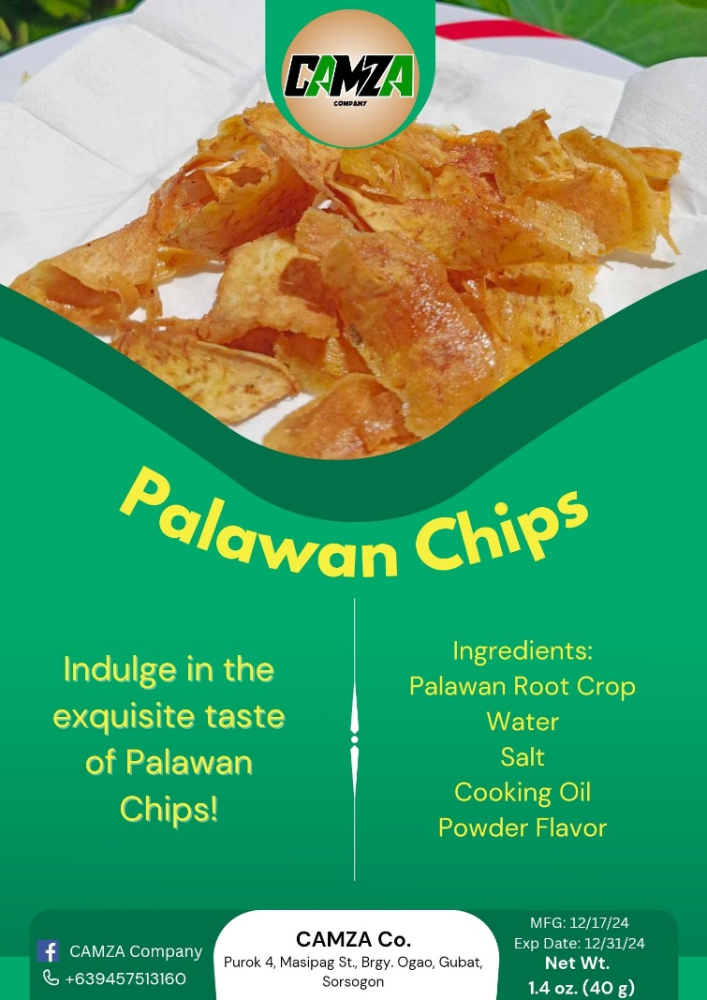 CAMZA
COMPANY
Palawan Chips
Indulge in the
exquisite taste
of Palawan
Chips!
Ingredients:
Palawan Root Crop
Water
Salt
Cooking Oil
Powder Flavor
CAMZA Company
+639457513160
CAMZA Co.
Purok 4, Masipag St., Brgy. Ogao, Gubat,
Sorsogon
MFG: 12/17/24
Exp Date: 12/31/24
Net Wt.
1.4 oz. (40 g)